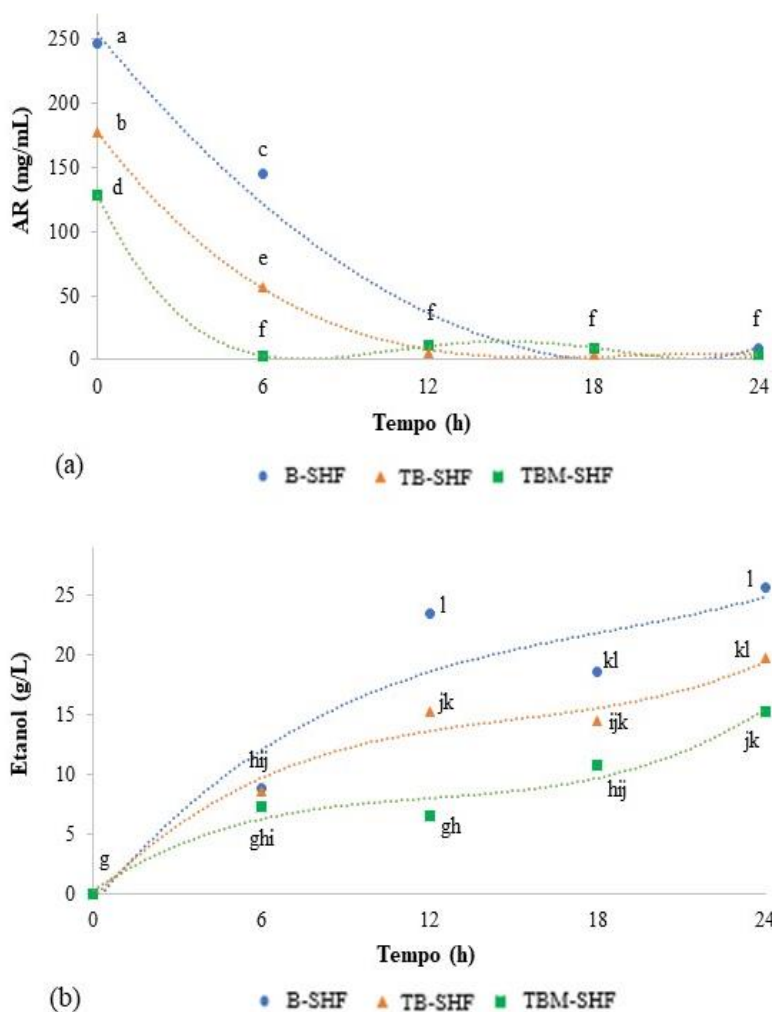 250
a
200
b
150
c
d
100
e
50
f
f
f
f
0
0
6
12
18
24
AR (mg/mL)
Tempo (h)
(a)
B-SHF TB-SHF TBM-SHF
25
l
l
20
kl
kl
15
jk
ijk
jk
10
hij
hij
5
ghi
gh
g
0
0
6
12
18
24
Etanol (g/L)
Tempo (h)
(b)
B-SHF TB-SHF TBM-SHF